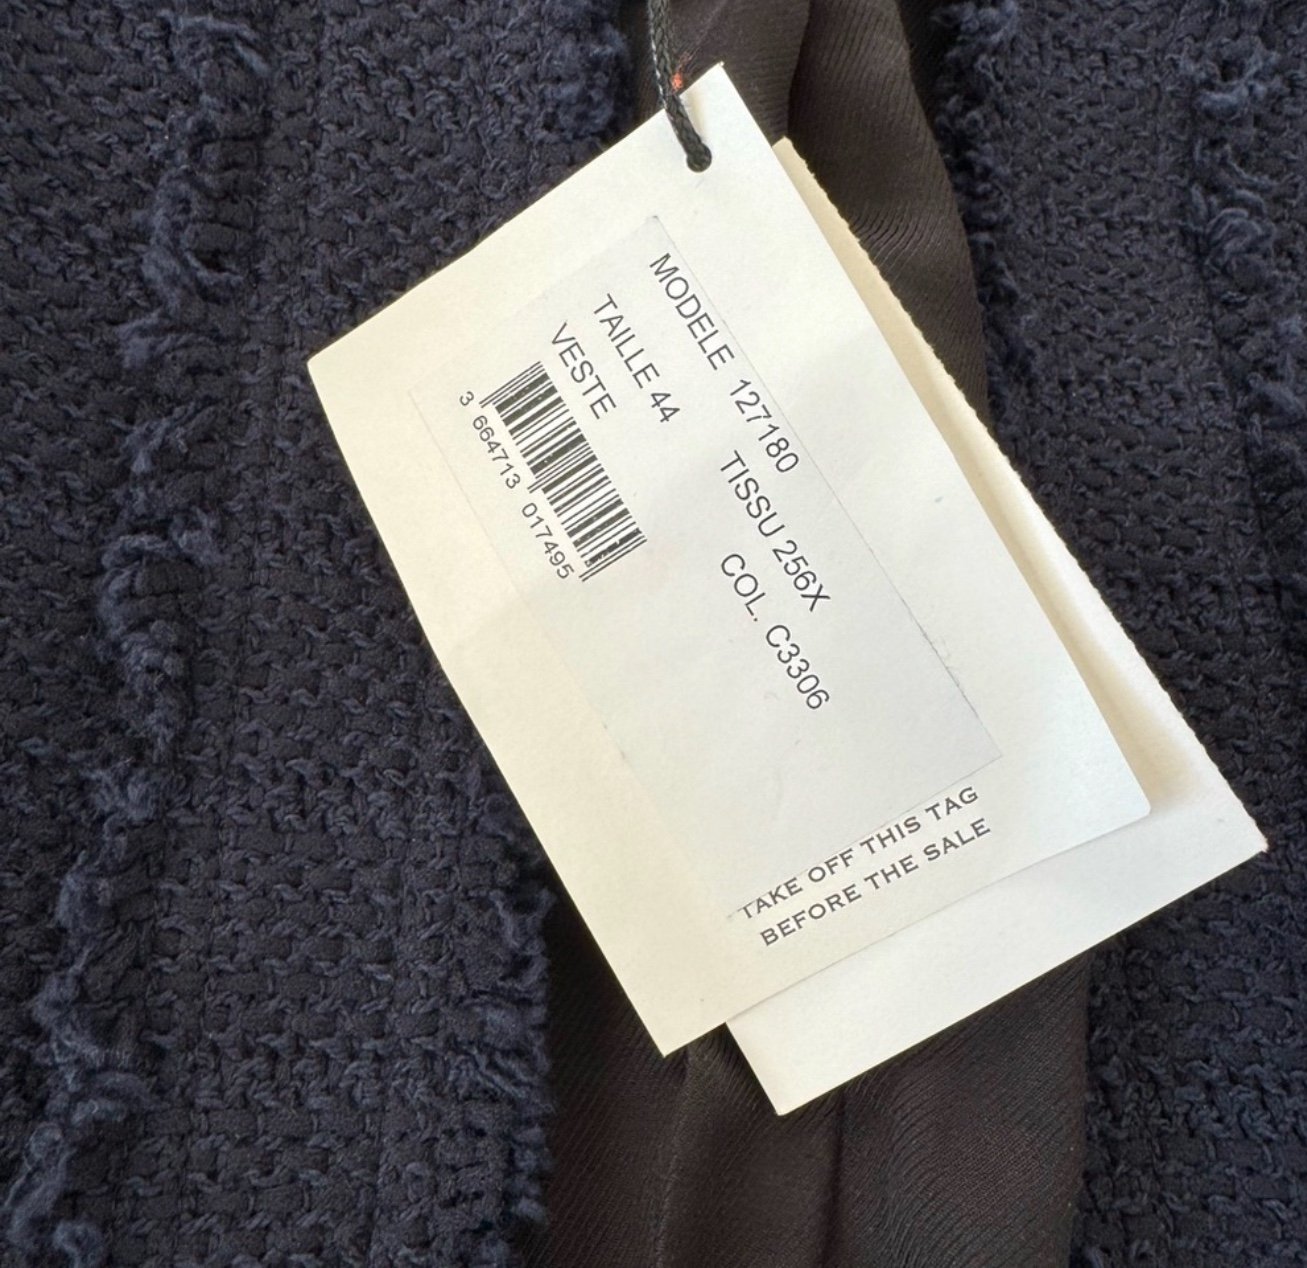 MODELE 127180
TISSU 256X
TAILLE 44
COL. C3306
VESTE
3 664713 017495
TAKE OFF THIS TAG
BEFORE THE SALE